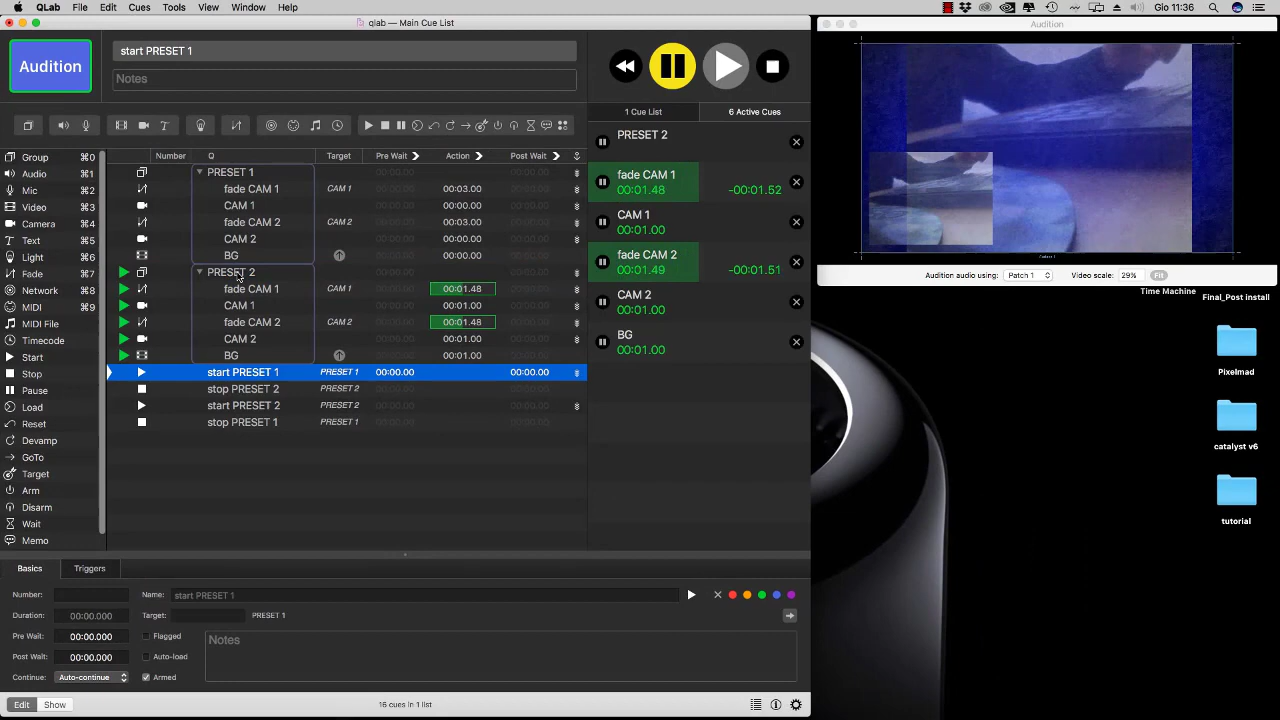 QLab File Edit Cues Tools View Window Help
Gio 11:36
qlab — Main Cue List
Audition
start PRESET 1
Notes
1 Cue List 6 Active Cues
Number Q Target Pre Wait Action Post Wait
Group ⌘0
Audio ⌘1
Mic ⌘2
Video ⌘3
Camera ⌘4
Text ⌘5
Light ⌘6
Fade ⌘7
Network ⌘8
MIDI ⌘9
MIDI File
Timecode
Start
Stop
Pause
Load
Reset
Devamp
GoTo
Target
Arm
Disarm
Wait
Memo
PRESET 1
fade CAM 1 CAM 1 00:03.00
CAM 1 00:00.00
fade CAM 2 CAM 2 00:03.00
CAM 2 00:00.00
BG
PRESET 2
fade CAM 1 CAM 1 00:01.48
CAM 1 00:01.00
fade CAM 2 CAM 2 00:01.48
CAM 2 00:01.00
BG 00:01.00
start PRESET 1 PRESET 1 00:00.00 00:00.00
stop PRESET 2 PRESET 2
start PRESET 2 PRESET 2
stop PRESET 1 PRESET 1
PRESET 2
fade CAM 1
00:01.48 -00:01.52
CAM 1
00:01.00
fade CAM 2
00:01.49 -00:01.51
CAM 2
00:01.00
BG
00:01.00
Basics Triggers
Number: Name: start PRESET 1
Duration: 00:00.000 Target: PRESET 1
Pre Wait: 00:00.000 Flagged
Post Wait: 00:00.000 Auto-load
Continue: Auto-continue Armed
Notes
Edit Show
16 cues in 1 list
Audition
Audition audio using: Patch 1 Video scale: 29% Fit
Time Machine
Final_Post install
Pixelmad
catalyst v6
tutorial